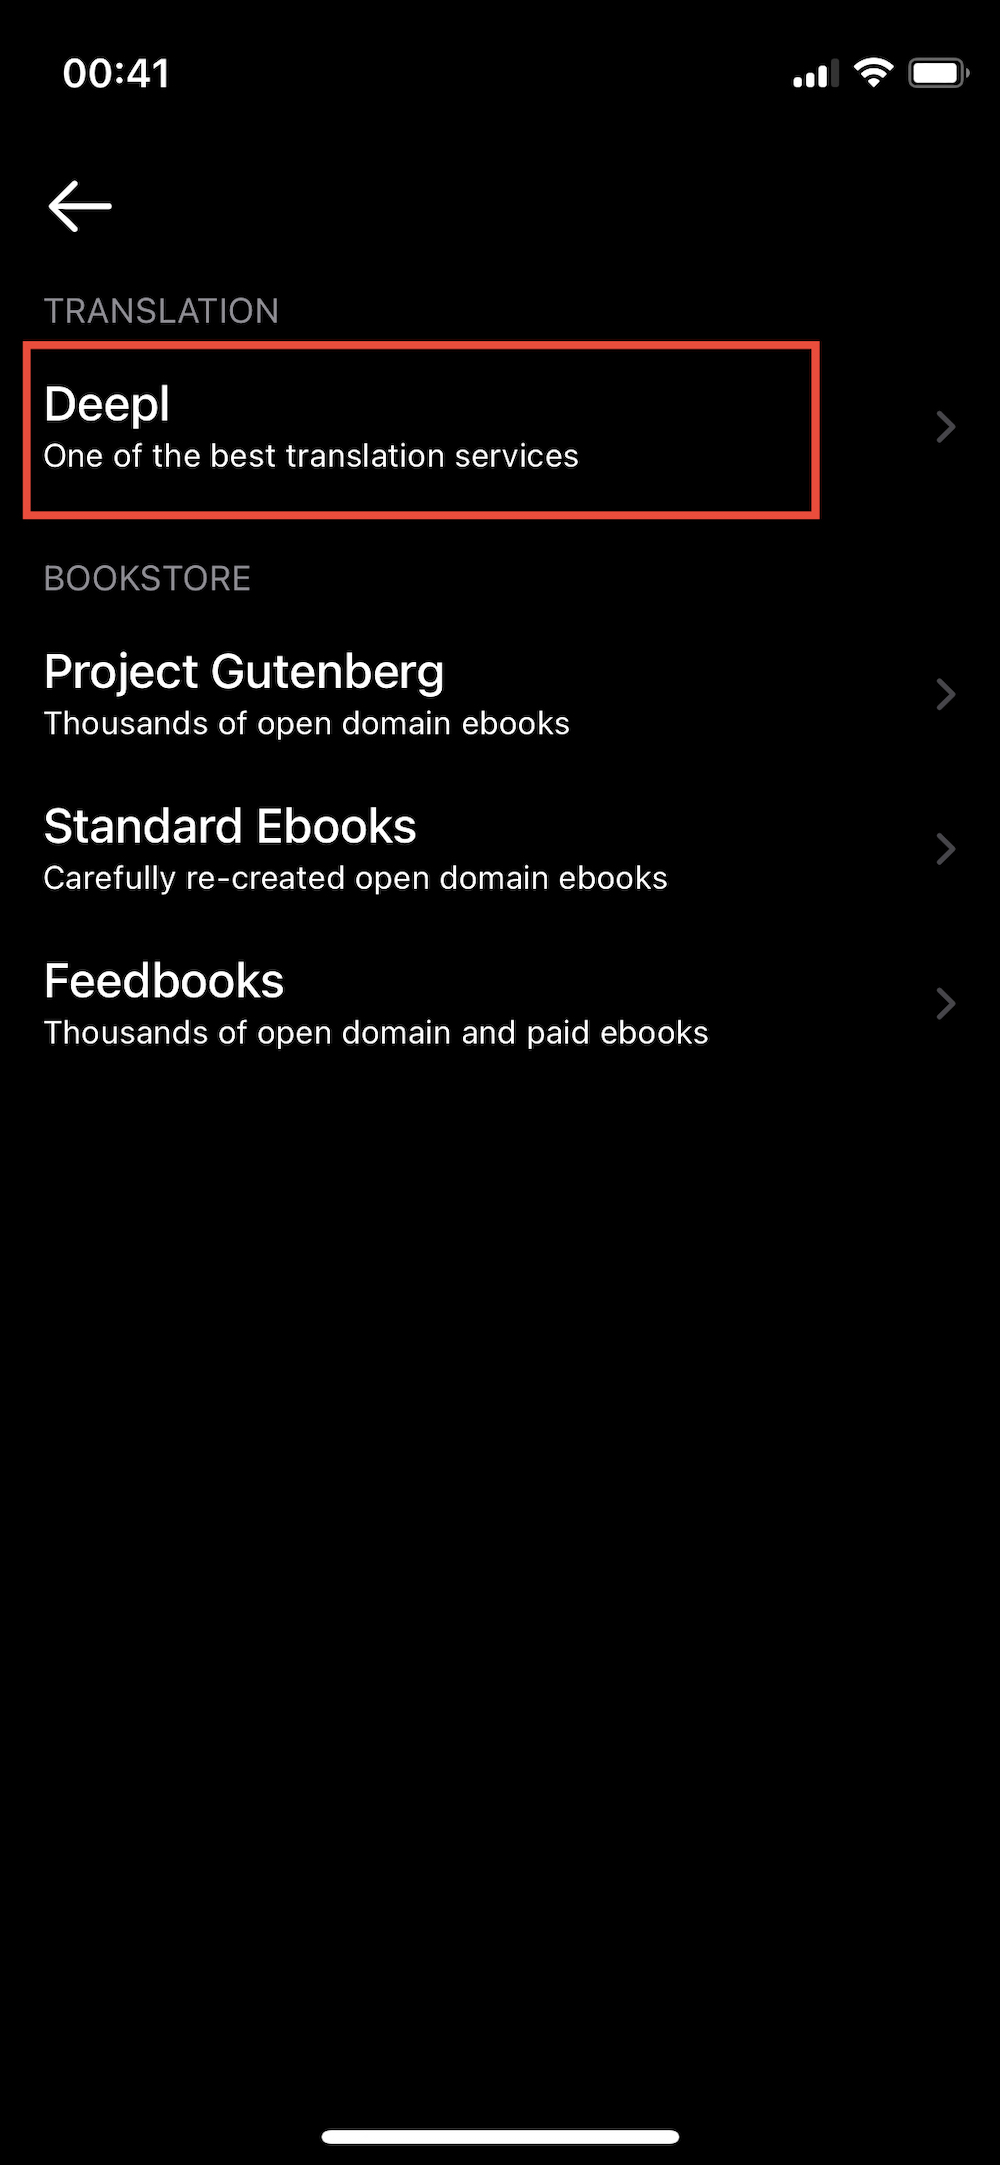 00:41
TRANSLATION
Deepl
One of the best translation services
BOOKSTORE
Project Gutenberg
Thousands of open domain ebooks
Standard Ebooks
Carefully re-created open domain ebooks
Feedbooks
Thousands of open domain and paid ebooks